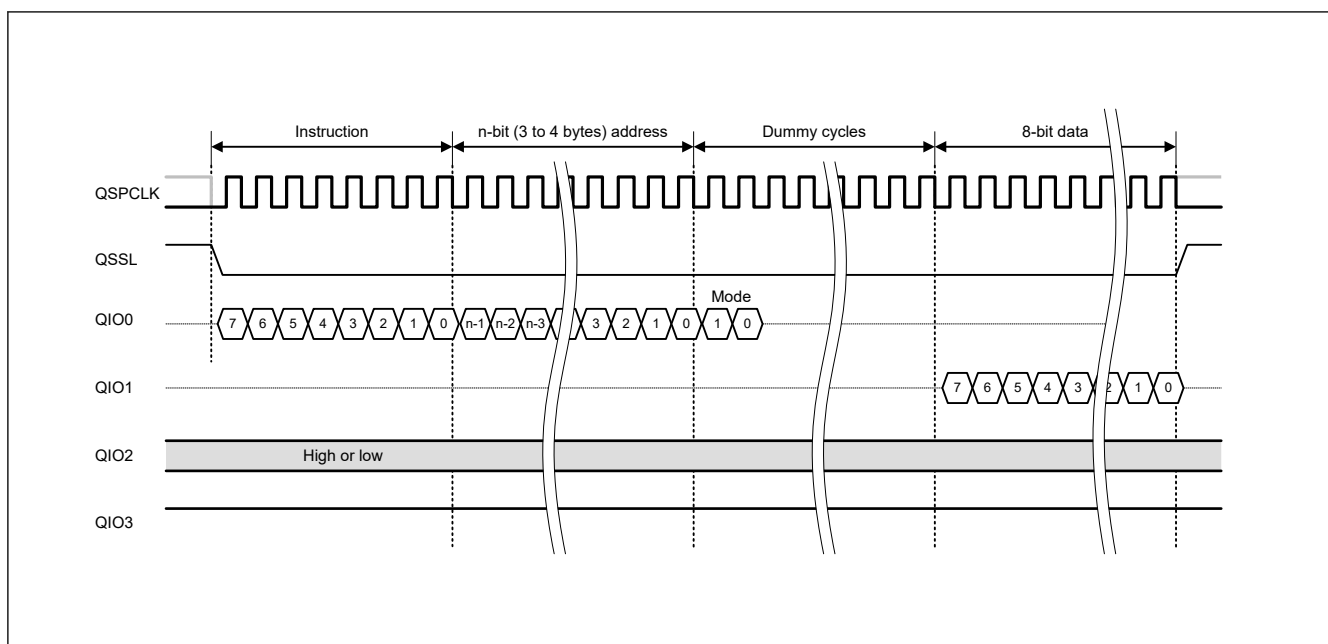 Instruction n-bit (3 to 4 bytes) address Dummy cycles 8-bit data
QSPCLK
QSSL
Mode
QIO0 7 6 5 4 3 2 1 0 n-1 n-2 n-3 3 2 1 0 1 0
QIO1 7 6 5 4 3 2 1 0
QIO2 High or low
QIO3